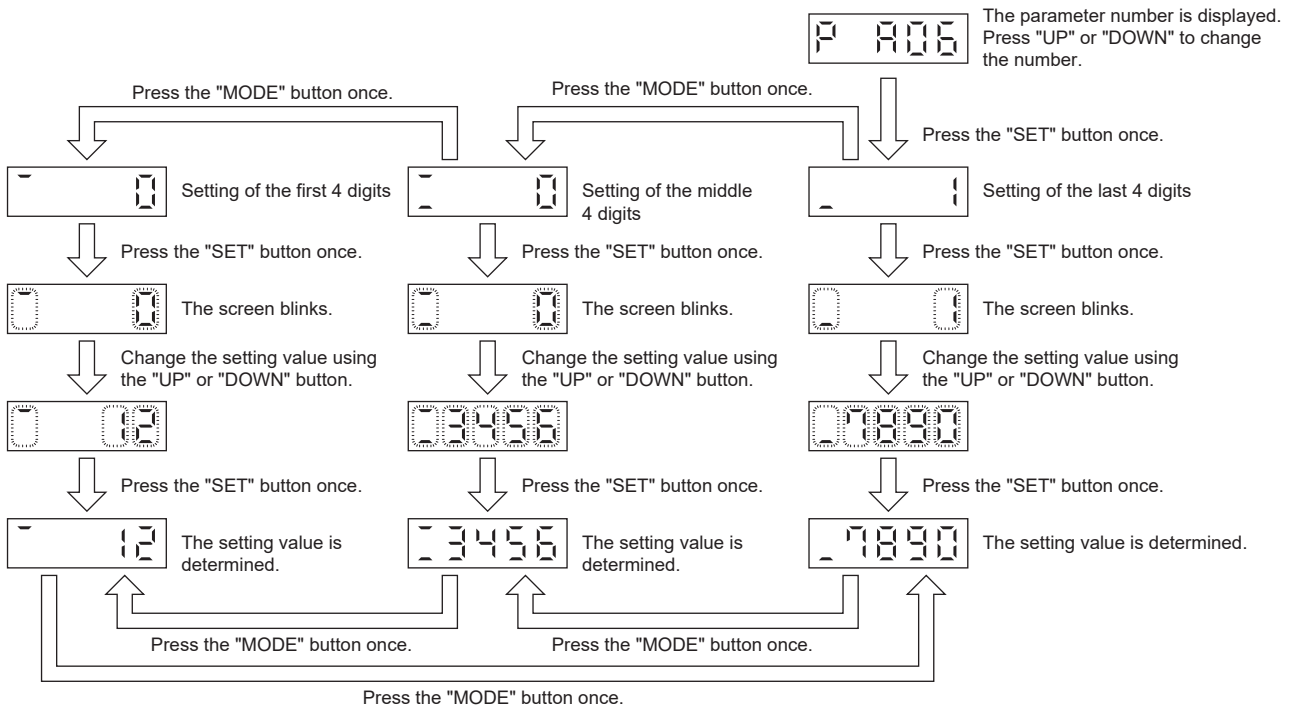 P A06
The parameter number is displayed.
Press "UP" or "DOWN" to change
the number.
Press the "MODE" button once.
Press the "MODE" button once.
Press the "SET" button once.
0
Setting of the first 4 digits
0
Setting of the middle
4 digits
_ 1
Setting of the last 4 digits
Press the "SET" button once.
Press the "SET" button once.
Press the "SET" button once.
0
The screen blinks.
0
The screen blinks.
_ 1
The screen blinks.
Change the setting value using
the "UP" or "DOWN" button.
Change the setting value using
the "UP" or "DOWN" button.
Change the setting value using
the "UP" or "DOWN" button.
12
3456
_7890
Press the "SET" button once.
Press the "SET" button once.
Press the "SET" button once.
12
The setting value is
determined.
3456
The setting value is
determined.
_7890
The setting value is determined.
Press the "MODE" button once.
Press the "MODE" button once.
Press the "MODE" button once.